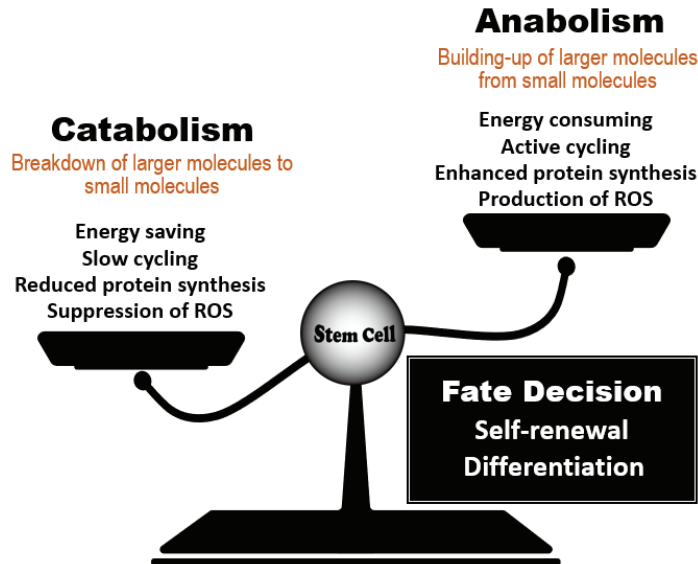 Anabolism
Building-up of larger molecules
from small molecules
Energy consuming
Active cycling
Enhanced protein synthesis
Production of ROS
Catabolism
Breakdown of larger molecules to
small molecules
Energy saving
Slow cycling
Reduced protein synthesis
Suppression of ROS
Stem Cell
Fate Decision
Self-renewal
Differentiation